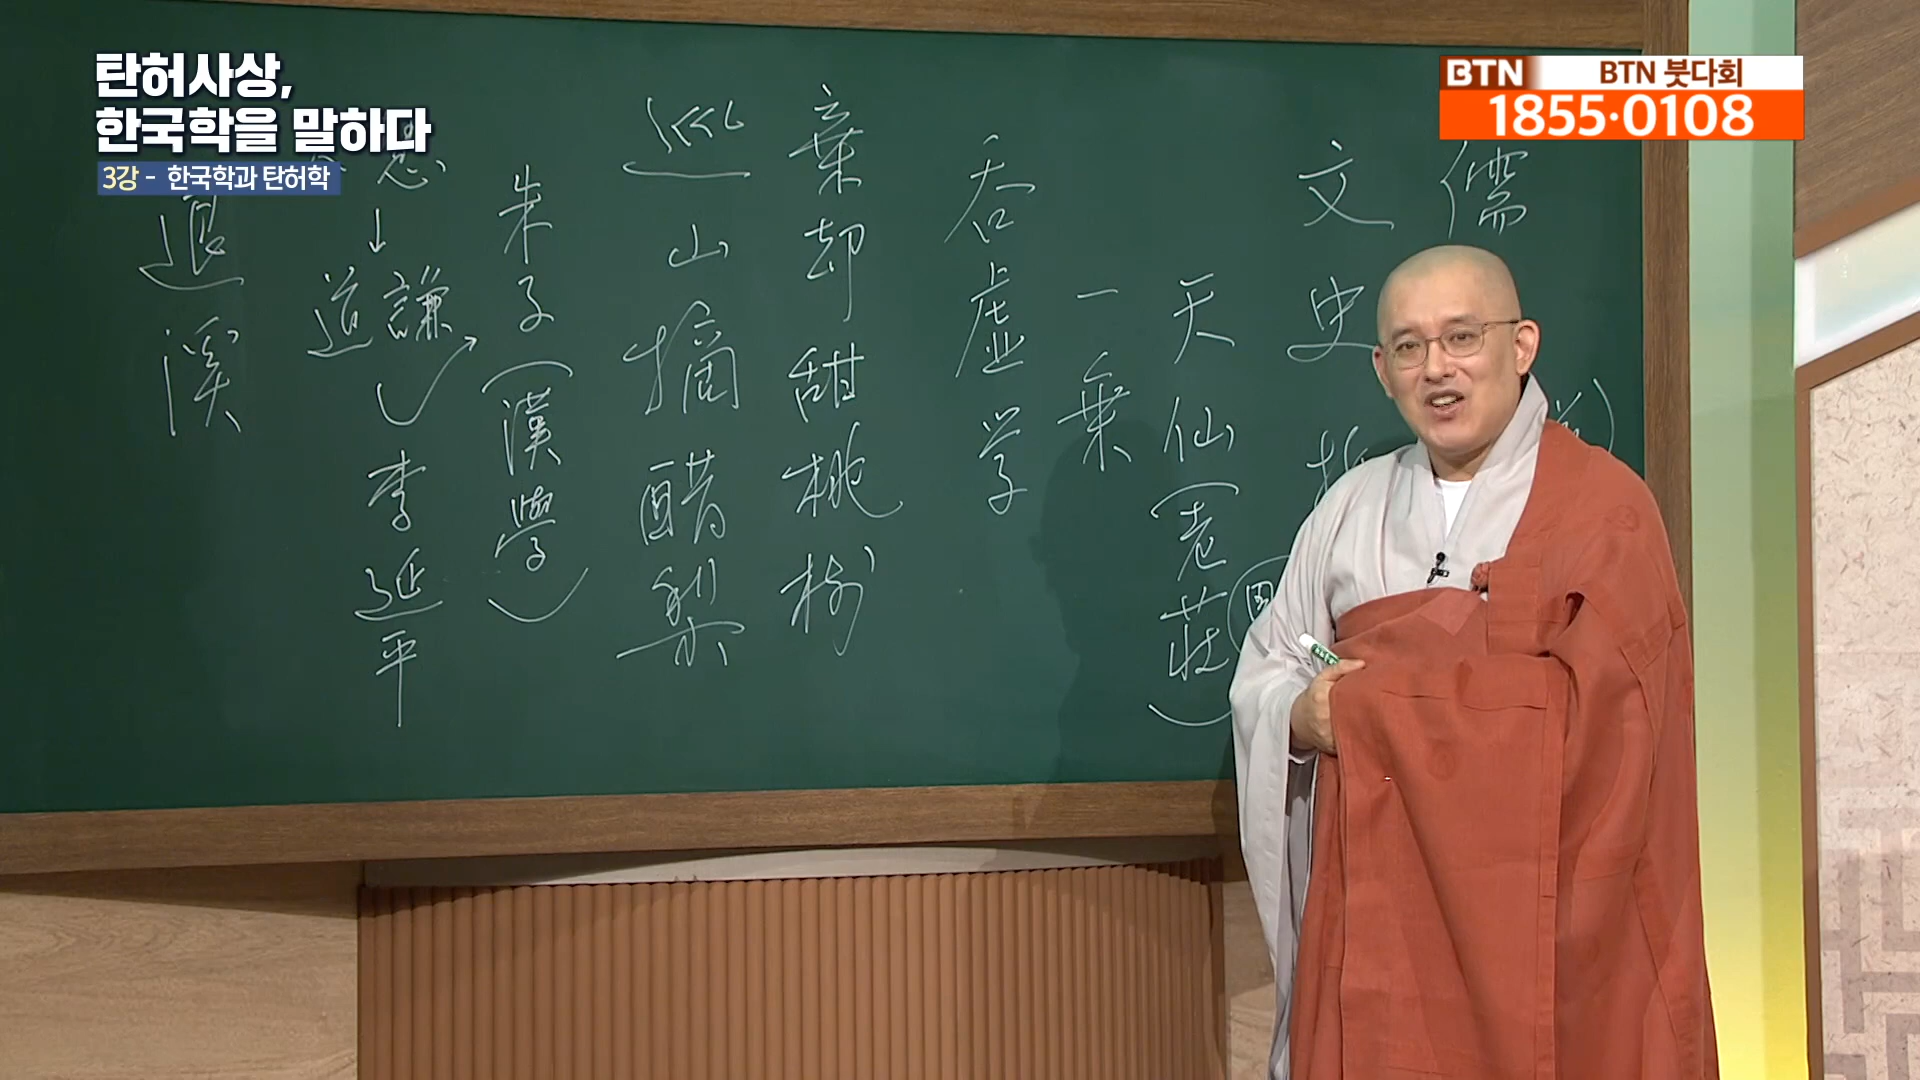 탄허사상,
한국학을 말하다
3강 - 한국학과 탄허학
BTN
BTN 붓다회
1855·0108
儒
文史哲
天仙(老莊)
一乘
呑虛学
棄却甜桃樹
巡山摘醋梨
朱子(漢學)
道謙
李延平
退溪